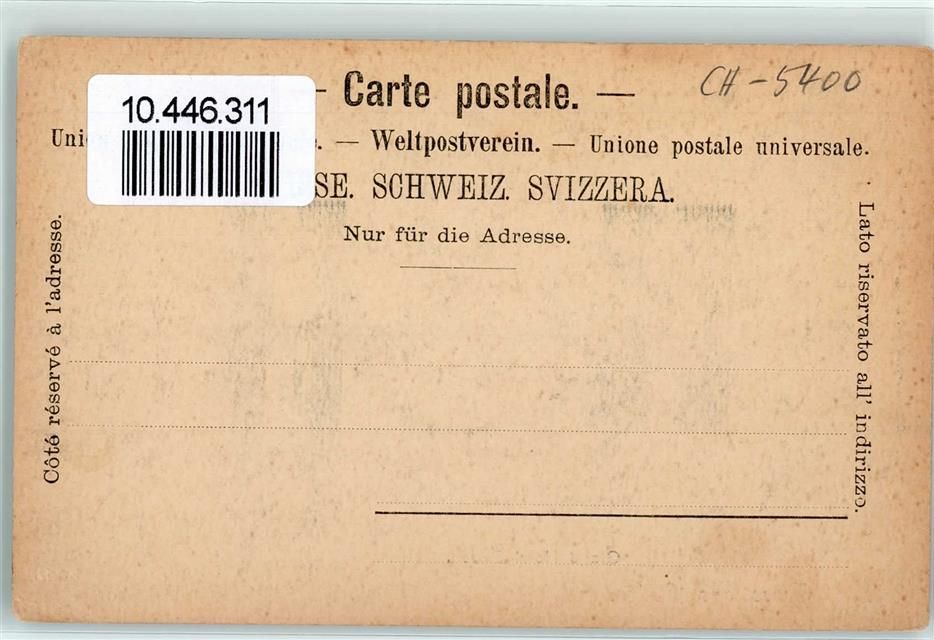 — Carte postale. —
CH-5400
10.446.311
Uni . — Weltpostverein. — Unione postale universale.
SE. SCHWEIZ. SVIZZERA.
Nur für die Adresse.
Côté réservé à l'adresse.
Lato riservato all' indirizzo.